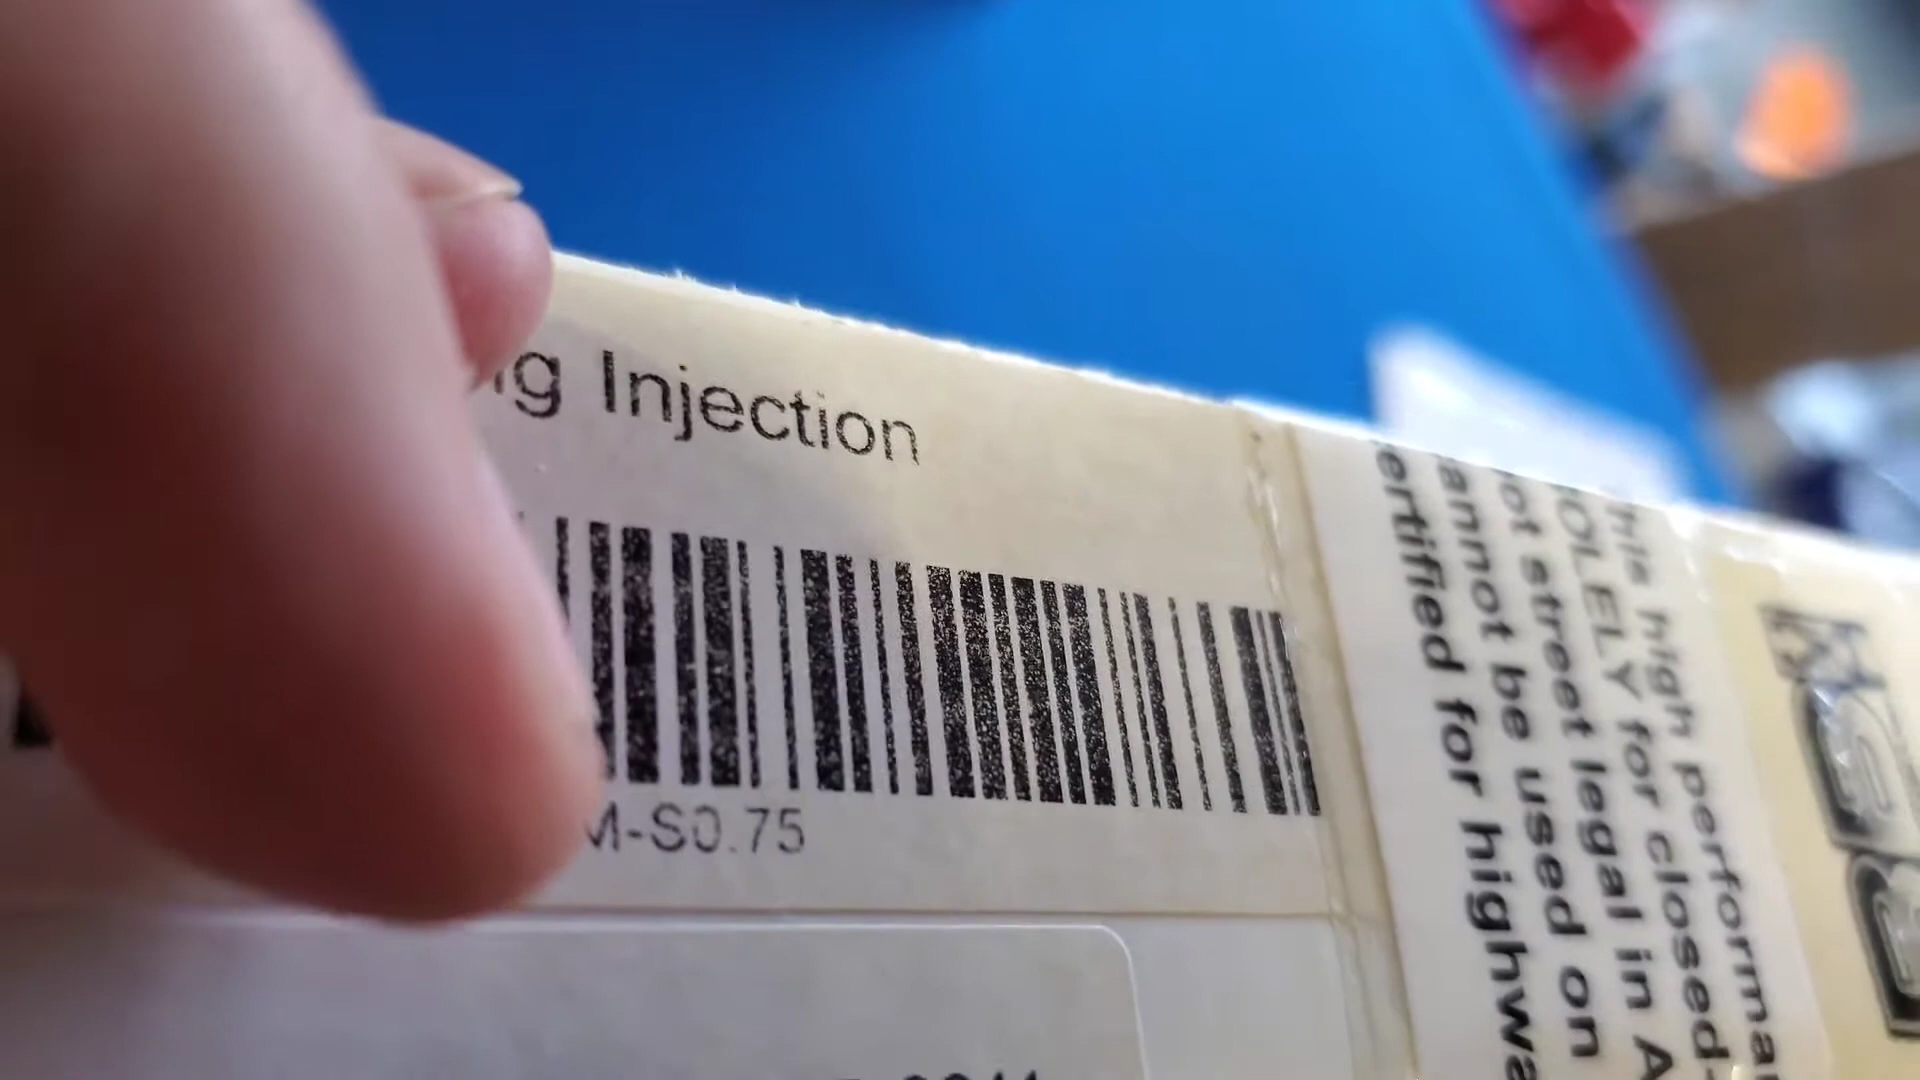 Injection
M-S0.75
his high performa
OLELY for closed-
ot street legal in A
annot be used on
ertified for highwa